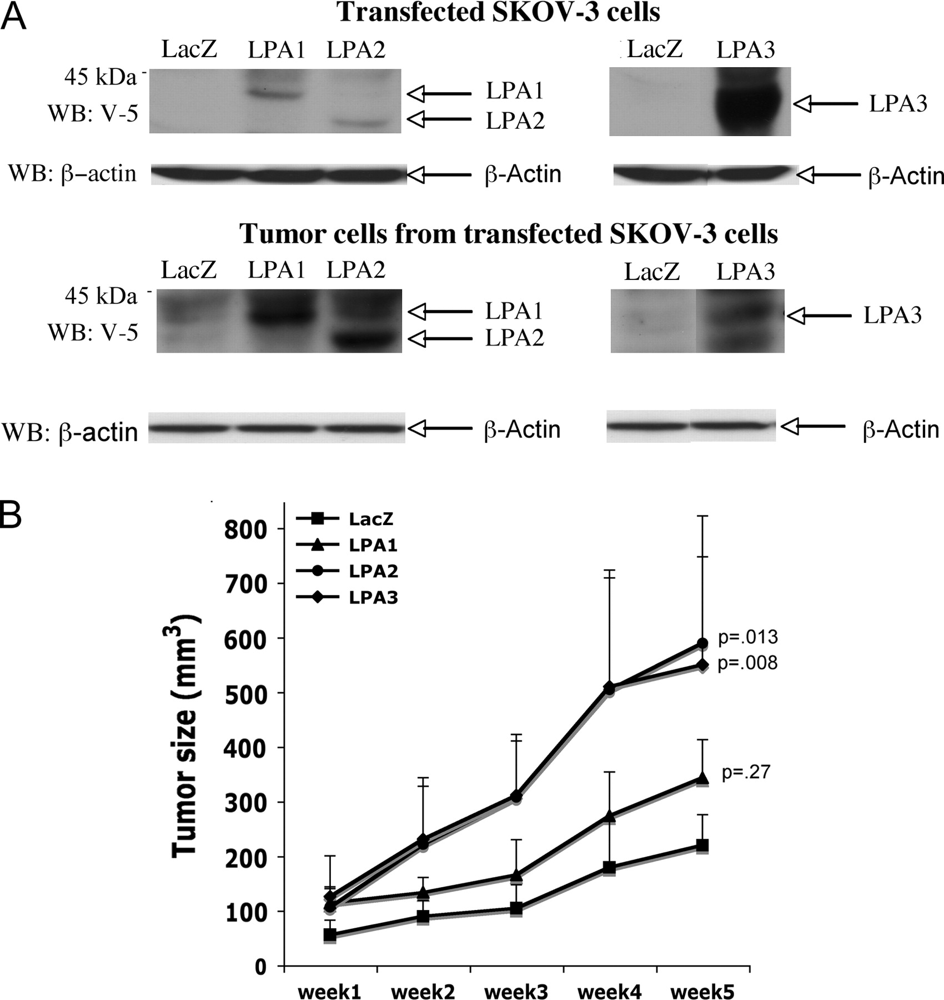 A
Transfected SKOV-3 cells
LacZ LPA1 LPA2 LacZ LPA3
45 kDa -
LPA1
WB: V-5
LPA2
LPA3
WB: β–actin
β-Actin
β-Actin
Tumor cells from transfected SKOV-3 cells
LacZ LPA1 LPA2 LacZ LPA3
45 kDa -
LPA1
WB: V-5
LPA2
LPA3
WB: β-actin
β-Actin
β-Actin
B
LacZ
LPA1
LPA2
LPA3
Tumor size (mm³)
800
700
600
500
400
300
200
100
0
p=.013
p=.008
p=.27
week1 week2 week3 week4 week5